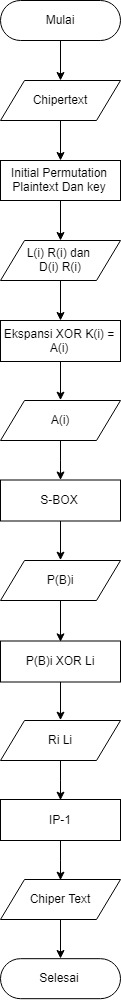 Mulai
Chipertext
Initial Permutation
Plaintext Dan key
L(i) R(i) dan
D(i) R(i)
Ekspansi XOR K(i) =
A(i)
A(i)
S-BOX
P(B)i
P(B)i XOR Li
Ri Li
IP-1
Chiper Text
Selesai